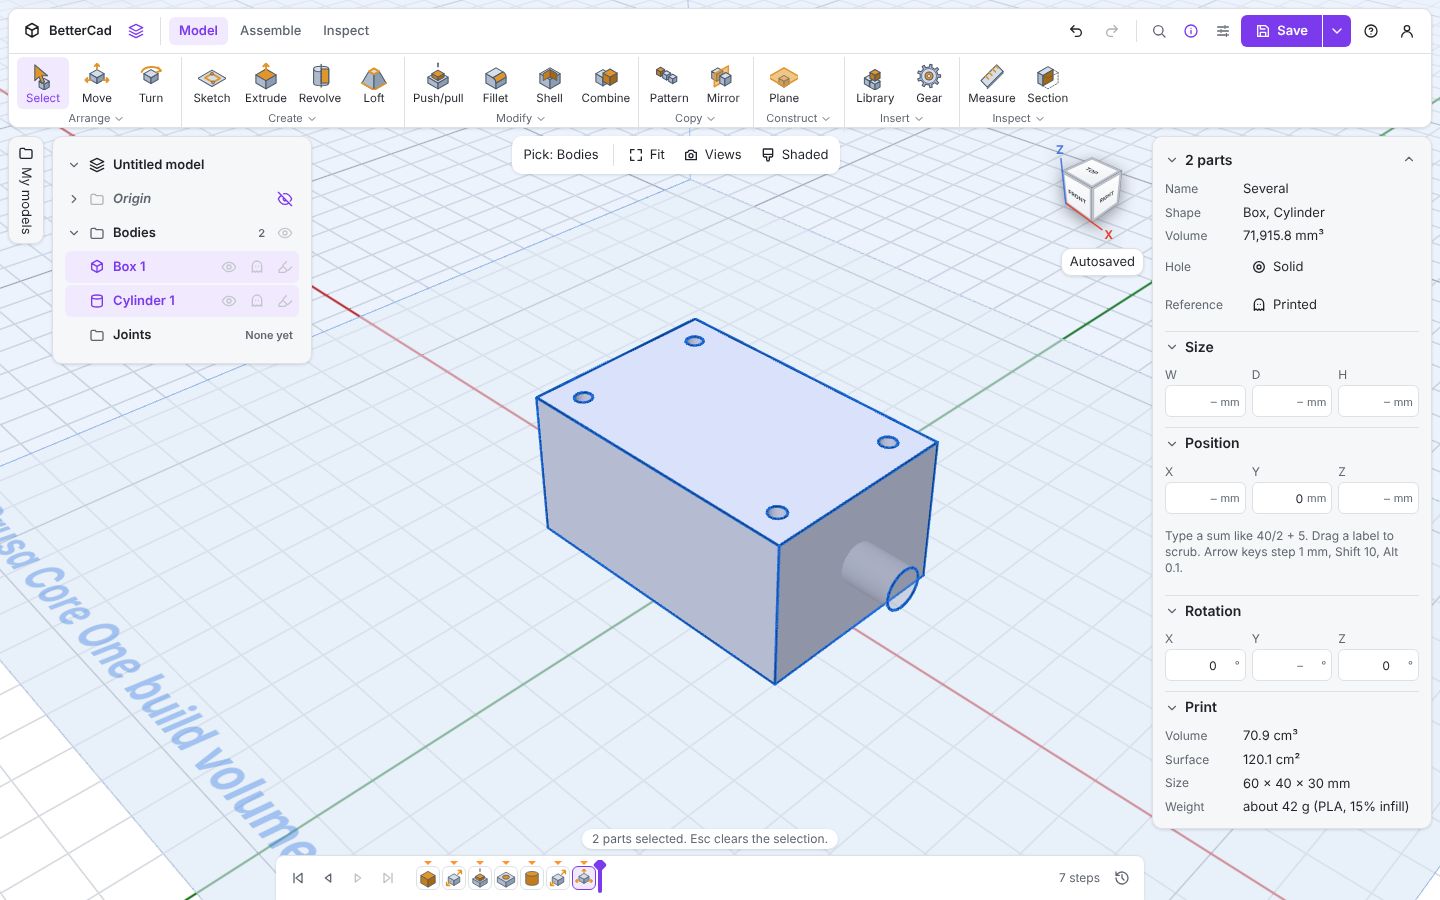 BetterCad
Model
Assemble
Inspect
Save
Select
Move
Turn
Sketch
Extrude
Revolve
Loft
Push/pull
Fillet
Shell
Combine
Pattern
Mirror
Plane
Library
Gear
Measure
Section
Arrange
Create
Modify
Copy
Construct
Insert
Inspect
My models
Untitled model
Origin
Bodies 2
Box 1
Cylinder 1
Joints None yet
Pick: Bodies
Fit
Views
Shaded
Z
TOP
FRONT
RIGHT
X
Autosaved
2 parts
Name Several
Shape Box, Cylinder
Volume 71,915.8 mm³
Hole Solid
Reference Printed
Size
W D H
– mm – mm – mm
Position
X Y Z
– mm 0 mm – mm
Type a sum like 40/2 + 5. Drag a label to
scrub. Arrow keys step 1 mm, Shift 10, Alt
0.1.
Rotation
X Y Z
0 ° – ° 0 °
Print
Volume 70.9 cm³
Surface 120.1 cm²
Size 60 × 40 × 30 mm
Weight about 42 g (PLA, 15% infill)
Core One build volume
2 parts selected. Esc clears the selection.
7 steps